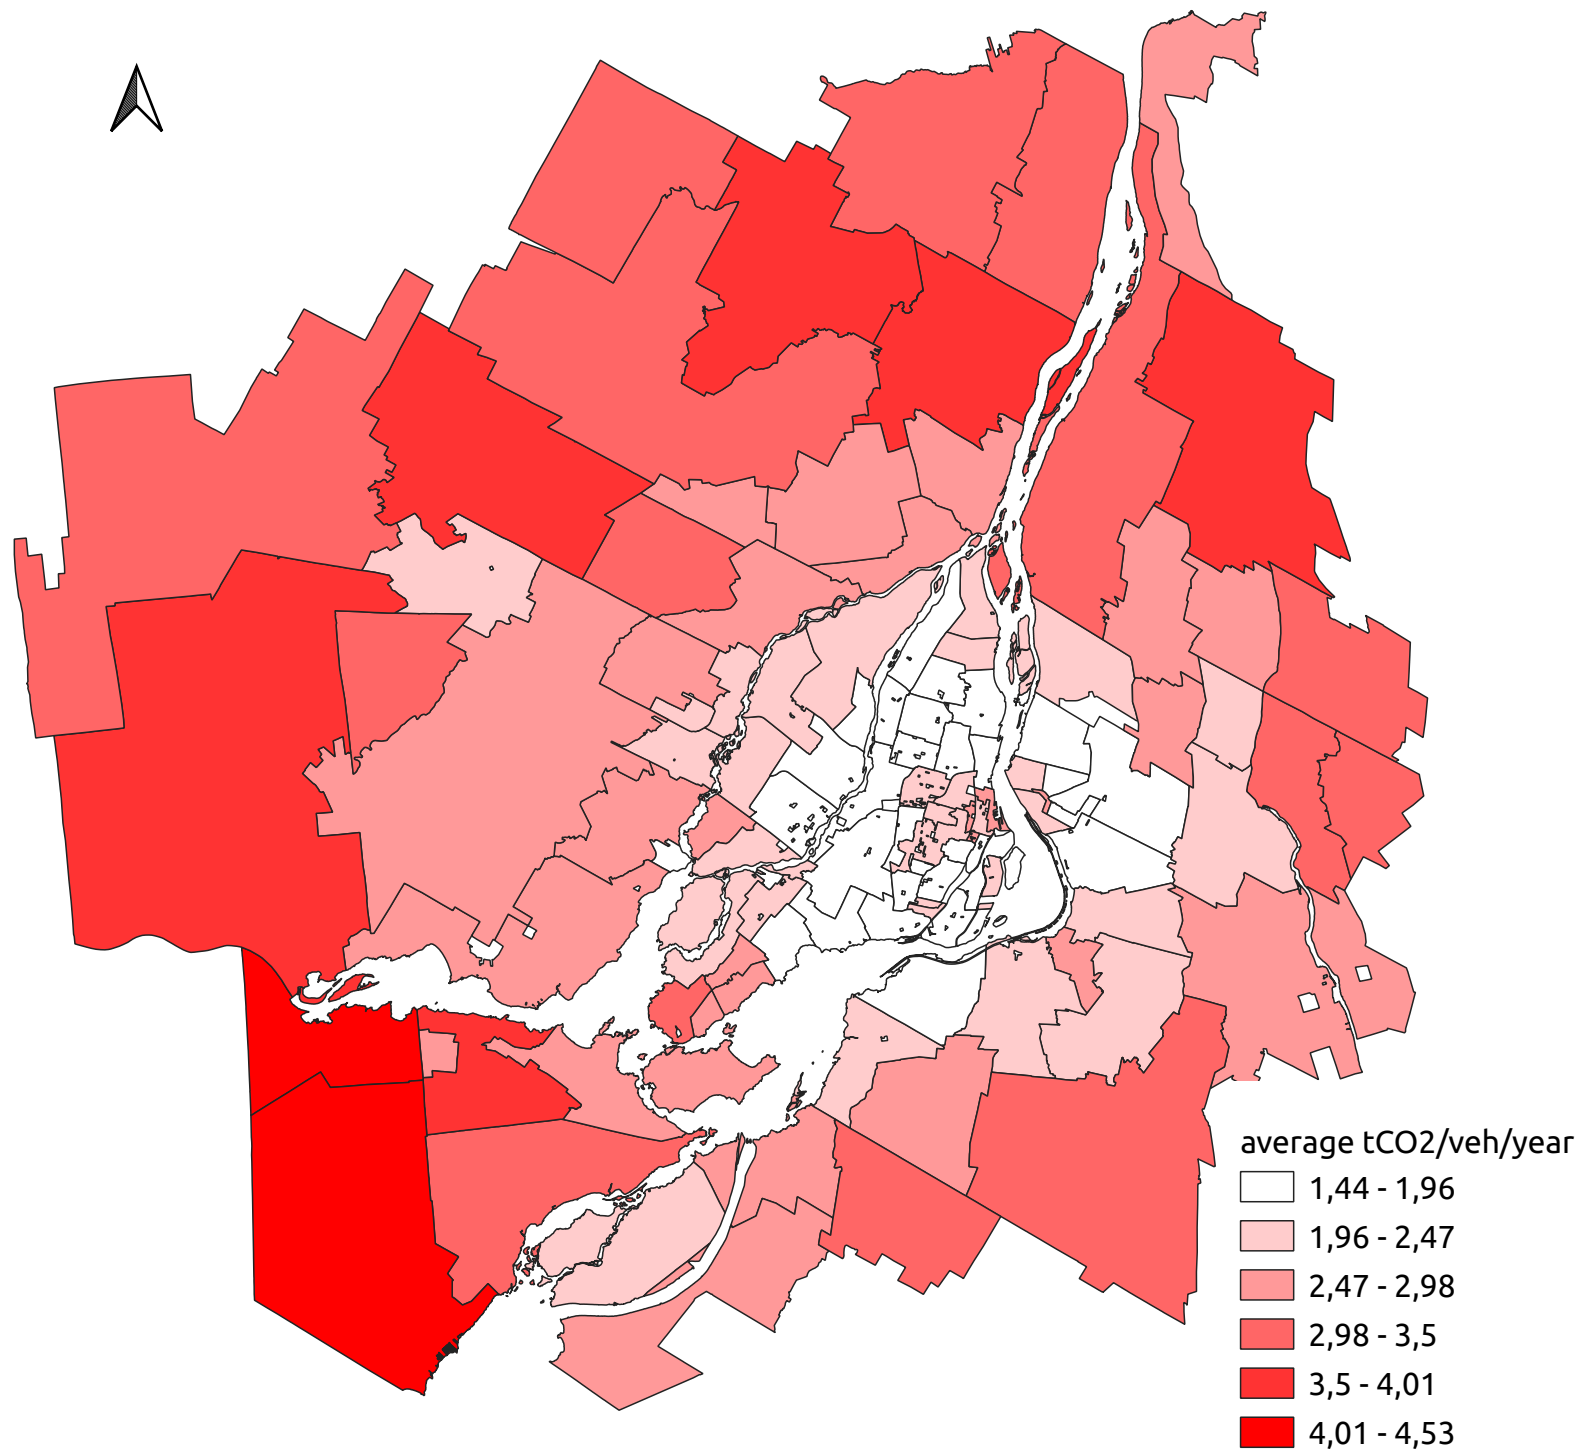 average tCO2/veh/year
1,44 - 1,96
1,96 - 2,47
2,47 - 2,98
2,98 - 3,5
3,5 - 4,01
4,01 - 4,53